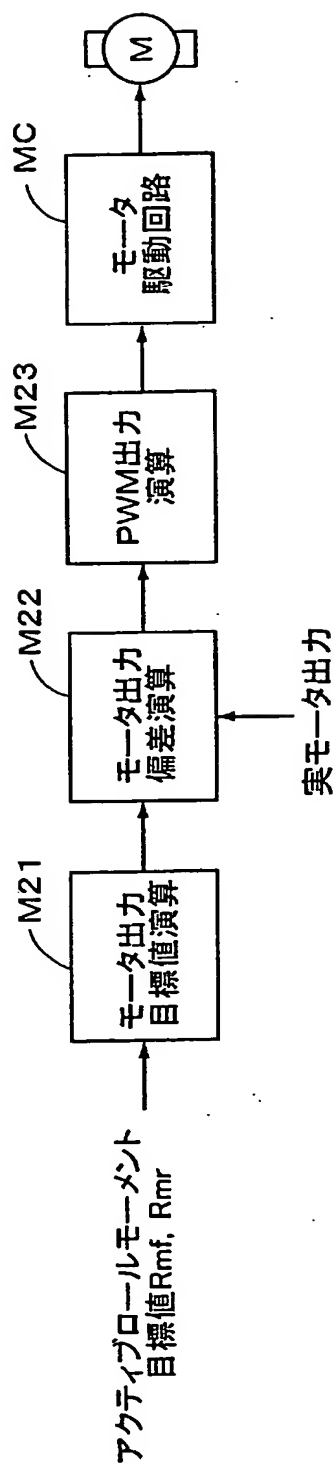 アクティブロールモーメント
目標値Rmf, Rmr
M21
モータ出力
目標値演算
M22
モータ出力
偏差演算
実モータ出力
M23
PWM出力
演算
MC
モータ
駆動回路
M